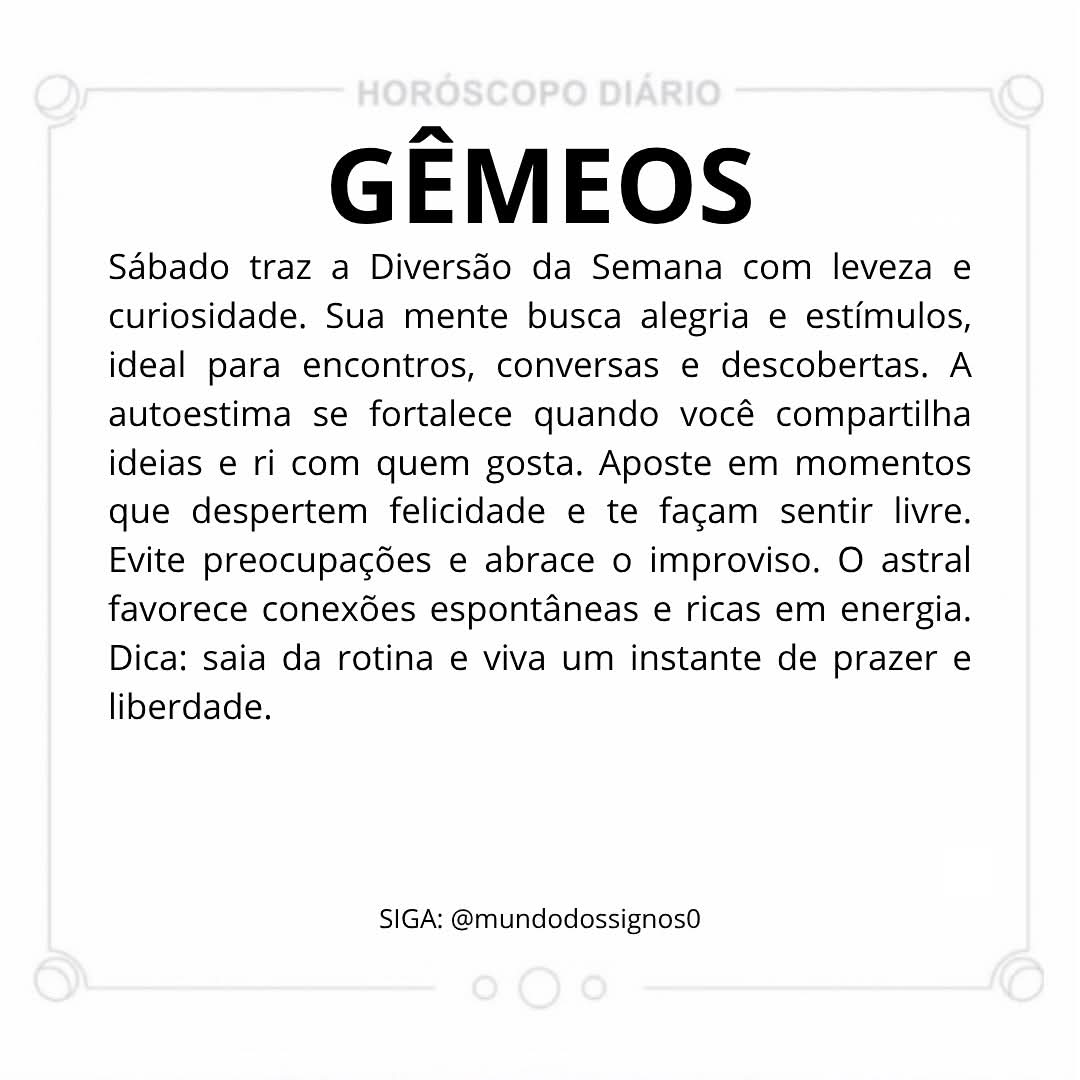 HORÓSCOPO DIÁRIO
GÊMEOS
Sábado traz a Diversão da Semana com leveza e
curiosidade. Sua mente busca alegria e estímulos,
ideal para encontros, conversas e descobertas. A
autoestima se fortalece quando você compartilha
ideias e ri com quem gosta. Aposte em momentos
que despertem felicidade e te façam sentir livre.
Evite preocupações e abrace o improviso. O astral
favorece conexões espontâneas e ricas em energia.
Dica: saia da rotina e viva um instante de prazer e
liberdade.
SIGA: @mundodossignos0